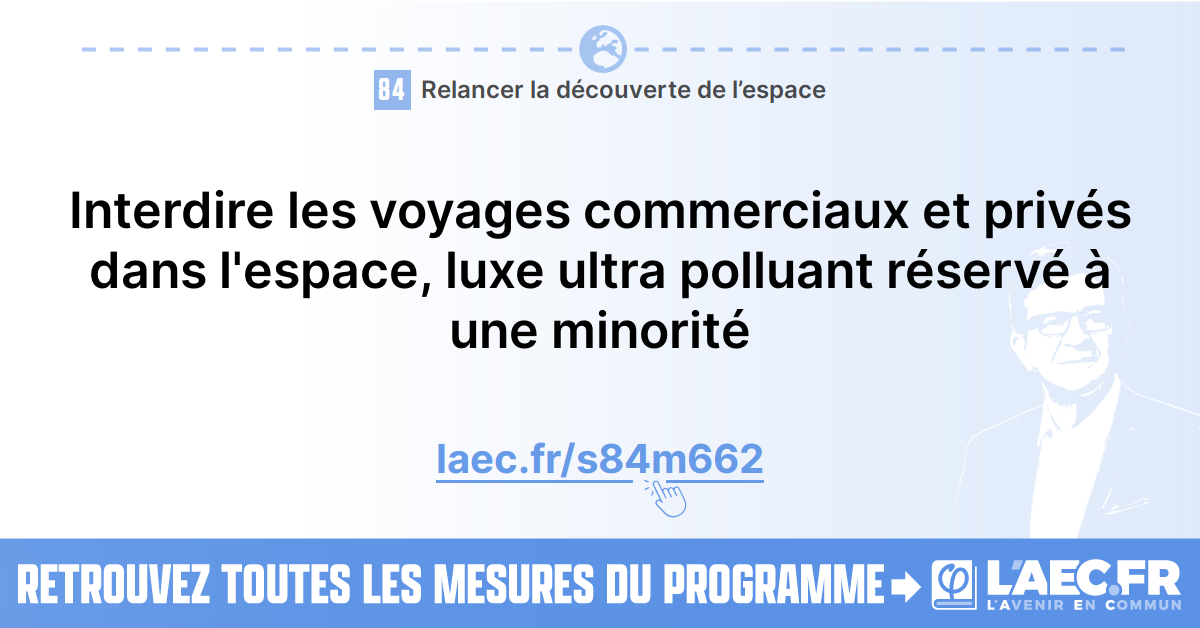 84 Relancer la découverte de l’espace
Interdire les voyages commerciaux et privés
dans l'espace, luxe ultra polluant réservé à
une minorité
laec.fr/s84m662
RETROUVEZ TOUTES LES MESURES DU PROGRAMME
φ L'AEC.FR
L'AVENIR EN COMMUN